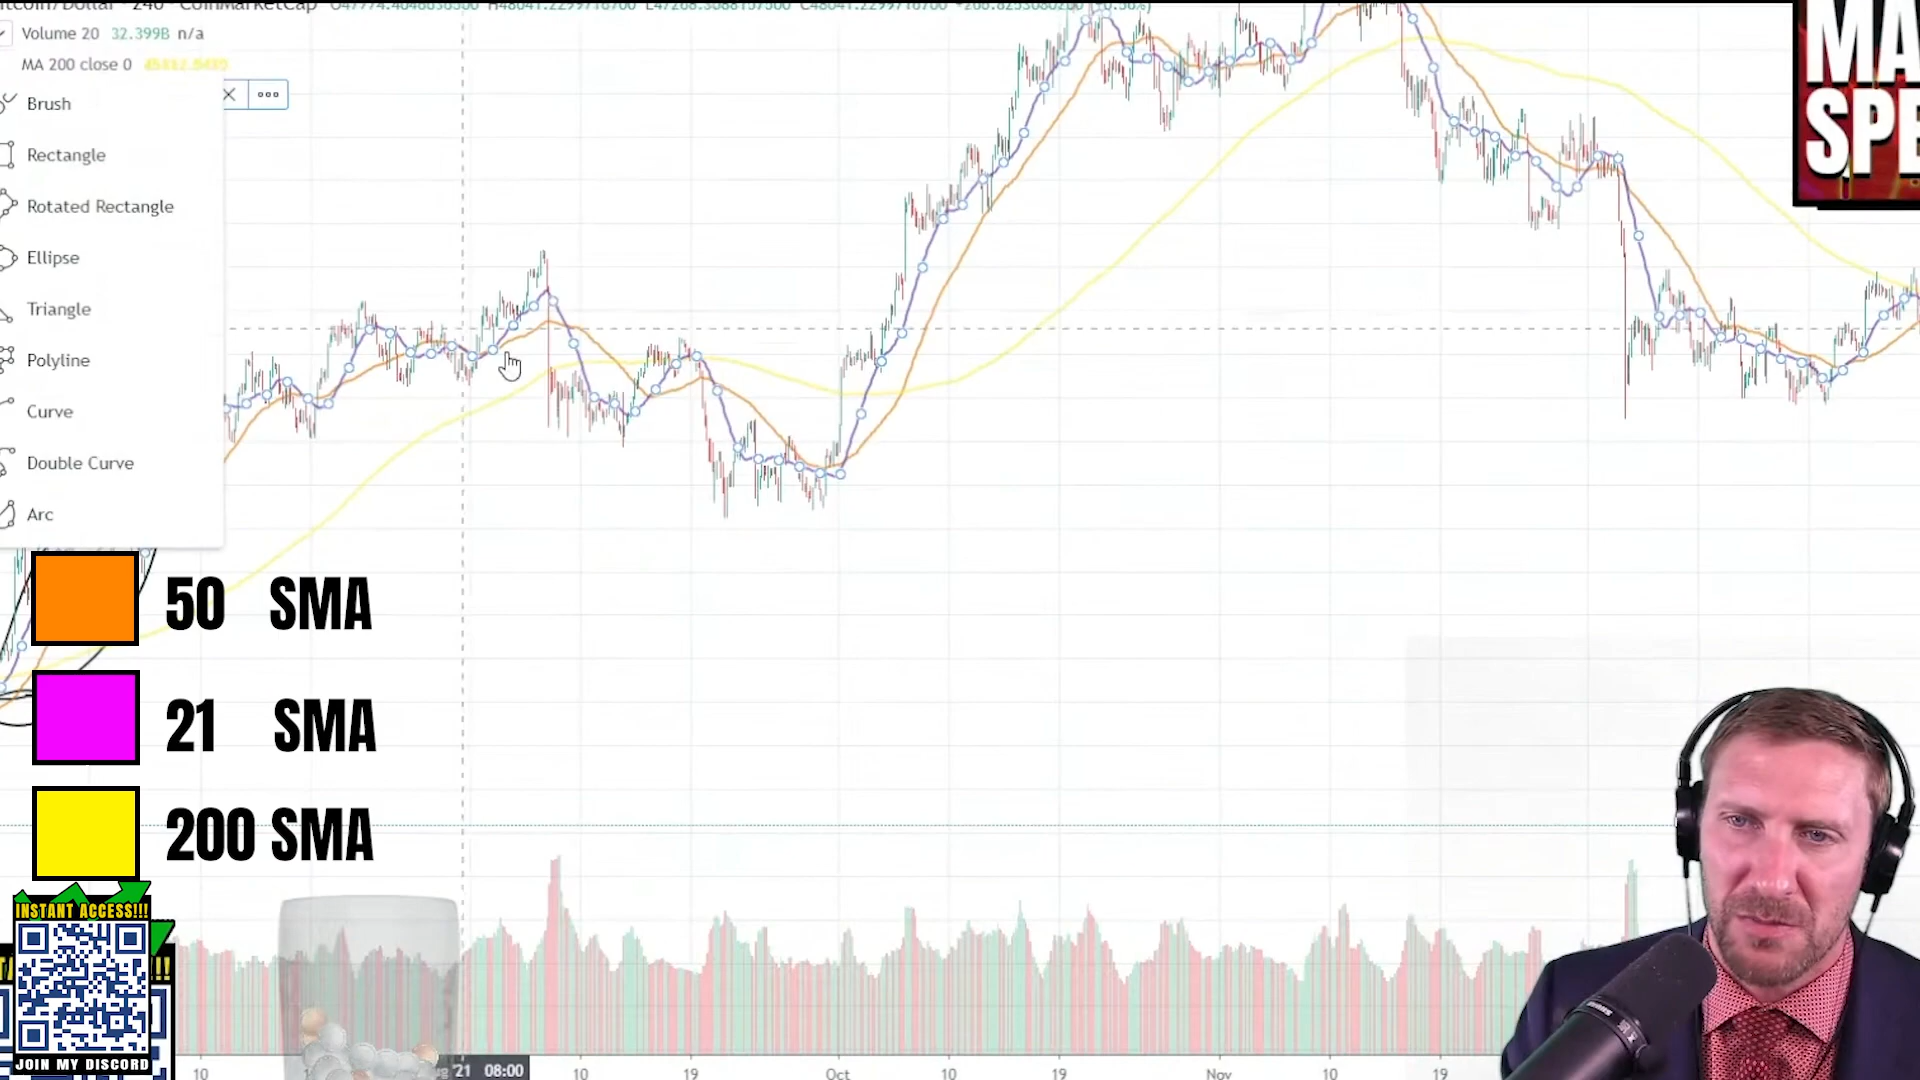 Volume 20 32.399B n/a
MA 200 close 0
Brush
Rectangle
Rotated Rectangle
Ellipse
Triangle
Polyline
Curve
Double Curve
Arc
50 SMA
21 SMA
200 SMA
INSTANT ACCESS!!!
!!!
JOIN MY DISCORD
MA
SPE
'21 08:00
10
10
19
Oct
10
19
Nov
10
19